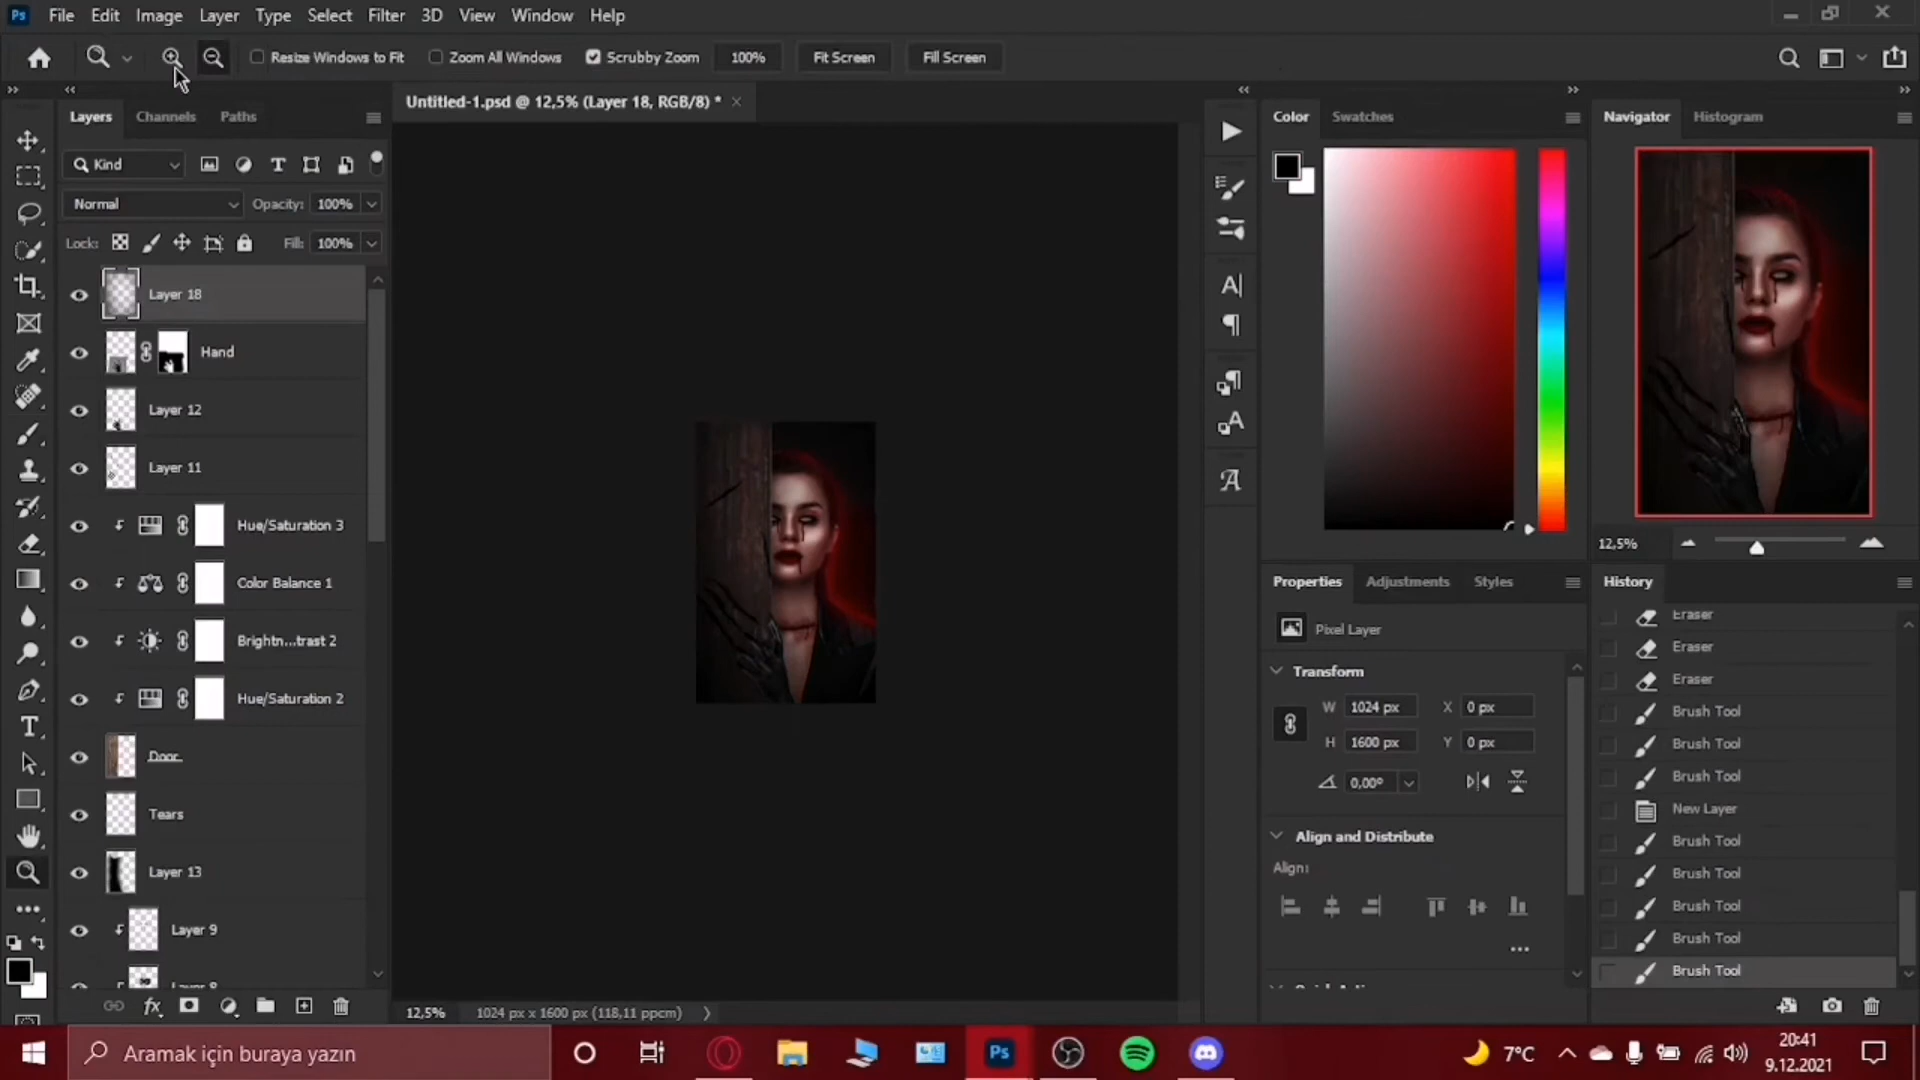 Ps File Edit Image Layer Type Select Filter 3D View Window Help
Resize Windows to Fit Zoom All Windows Scrubby Zoom 100% Fit Screen Fill Screen
Untitled-1.psd @ 12,5% (Layer 18, RGB/8) *
Layers Channels Paths
Kind
Normal Opacity: 100%
Lock: Fill: 100%
Layer 18
Hand
Layer 12
Layer 11
Hue/Saturation 3
Color Balance 1
Brightn...trast 2
Hue/Saturation 2
Door
Tears
Layer 13
Layer 9
Layer 8
12,5% 1024 px x 1600 px (118,11 ppcm)
Color Swatches
Navigator Histogram
12,5%
Properties Adjustments Styles
Pixel Layer
Transform
W 1024 px X 0 px
H 1600 px Y 0 px
0,00°
Align and Distribute
Align:
History
Eraser
Eraser
Eraser
Brush Tool
Brush Tool
Brush Tool
New Layer
Brush Tool
Brush Tool
Brush Tool
Brush Tool
Brush Tool
Aramak için buraya yazın
Ps
7°C
20:41
9.12.2021